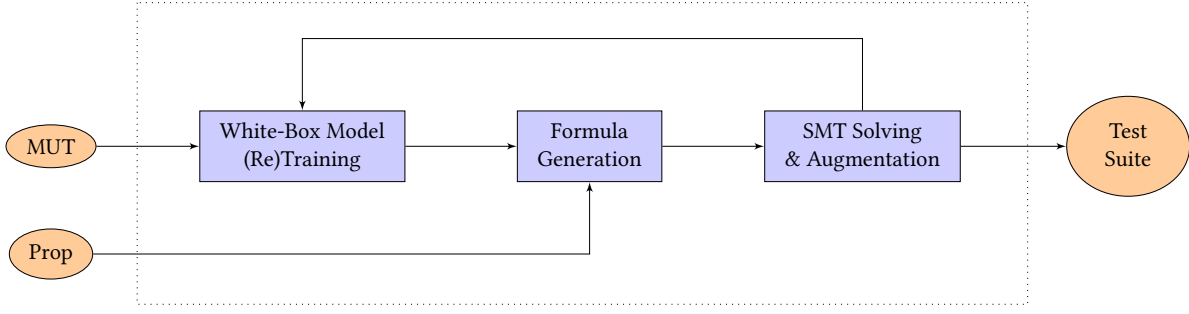 MUT
White-Box Model
(Re)Training
Formula
Generation
SMT Solving
& Augmentation
Test
Suite
Prop